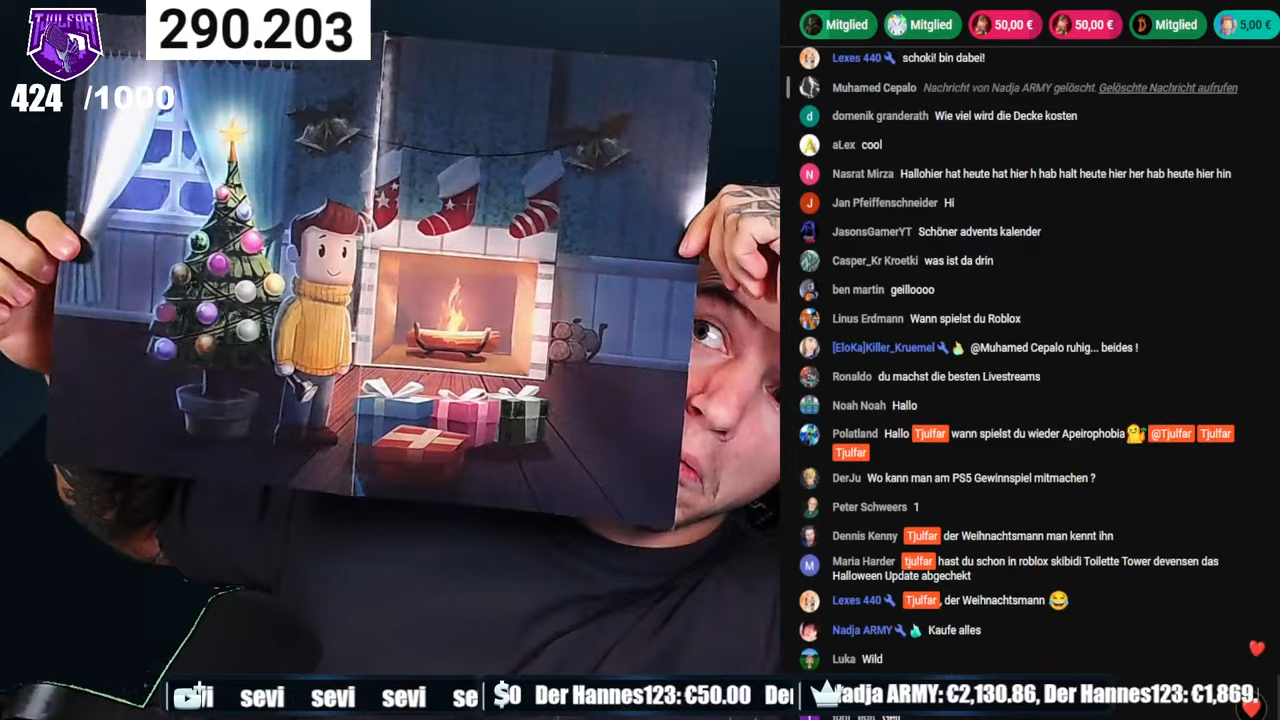 TJULFAR
290.203
424 /1000
Mitglied
Mitglied
50,00 €
50,00 €
Mitglied
5,00 €
Lexes 440 schoki! bin dabei!
Muhamed Cepalo Nachricht von Nadja ARMY gelöscht. Gelöschte Nachricht aufrufen
domenik granderath Wie viel wird die Decke kosten
aLex cool
Nasrat Mirza Hallohier hat heute hat hier h hab halt heute hier her hab heute hier hin
Jan Pfeiffenschneider Hi
JasonsGamerYT Schöner advents kalender
Casper_Kr Kroetki was ist da drin
ben martin geilloooo
Linus Erdmann Wann spielst du Roblox
[EloKa]Killer_Kruemel @Muhamed Cepalo ruhig... beides !
Ronaldo du machst die besten Livestreams
Noah Noah Hallo
Polatland Hallo Tjulfar wann spielst du wieder Apeirophobia @Tjulfar Tjulfar
Tjulfar
DerJu Wo kann man am PS5 Gewinnspiel mitmachen ?
Peter Schweers 1
Dennis Kenny Tjulfar der Weihnachtsmann man kennt ihn
Maria Harder tjulfar hast du schon in roblox skibidi Toilette Tower devensen das
Halloween Update abgechekt
Lexes 440 Tjulfar, der Weihnachtsmann 😂
Nadja ARMY Kaufe alles
Luka Wild
sevi sevi sevi se
$0 Der Hannes123: €50.00 Der
Nadja ARMY: €2,130.86, Der Hannes123: €1,869.